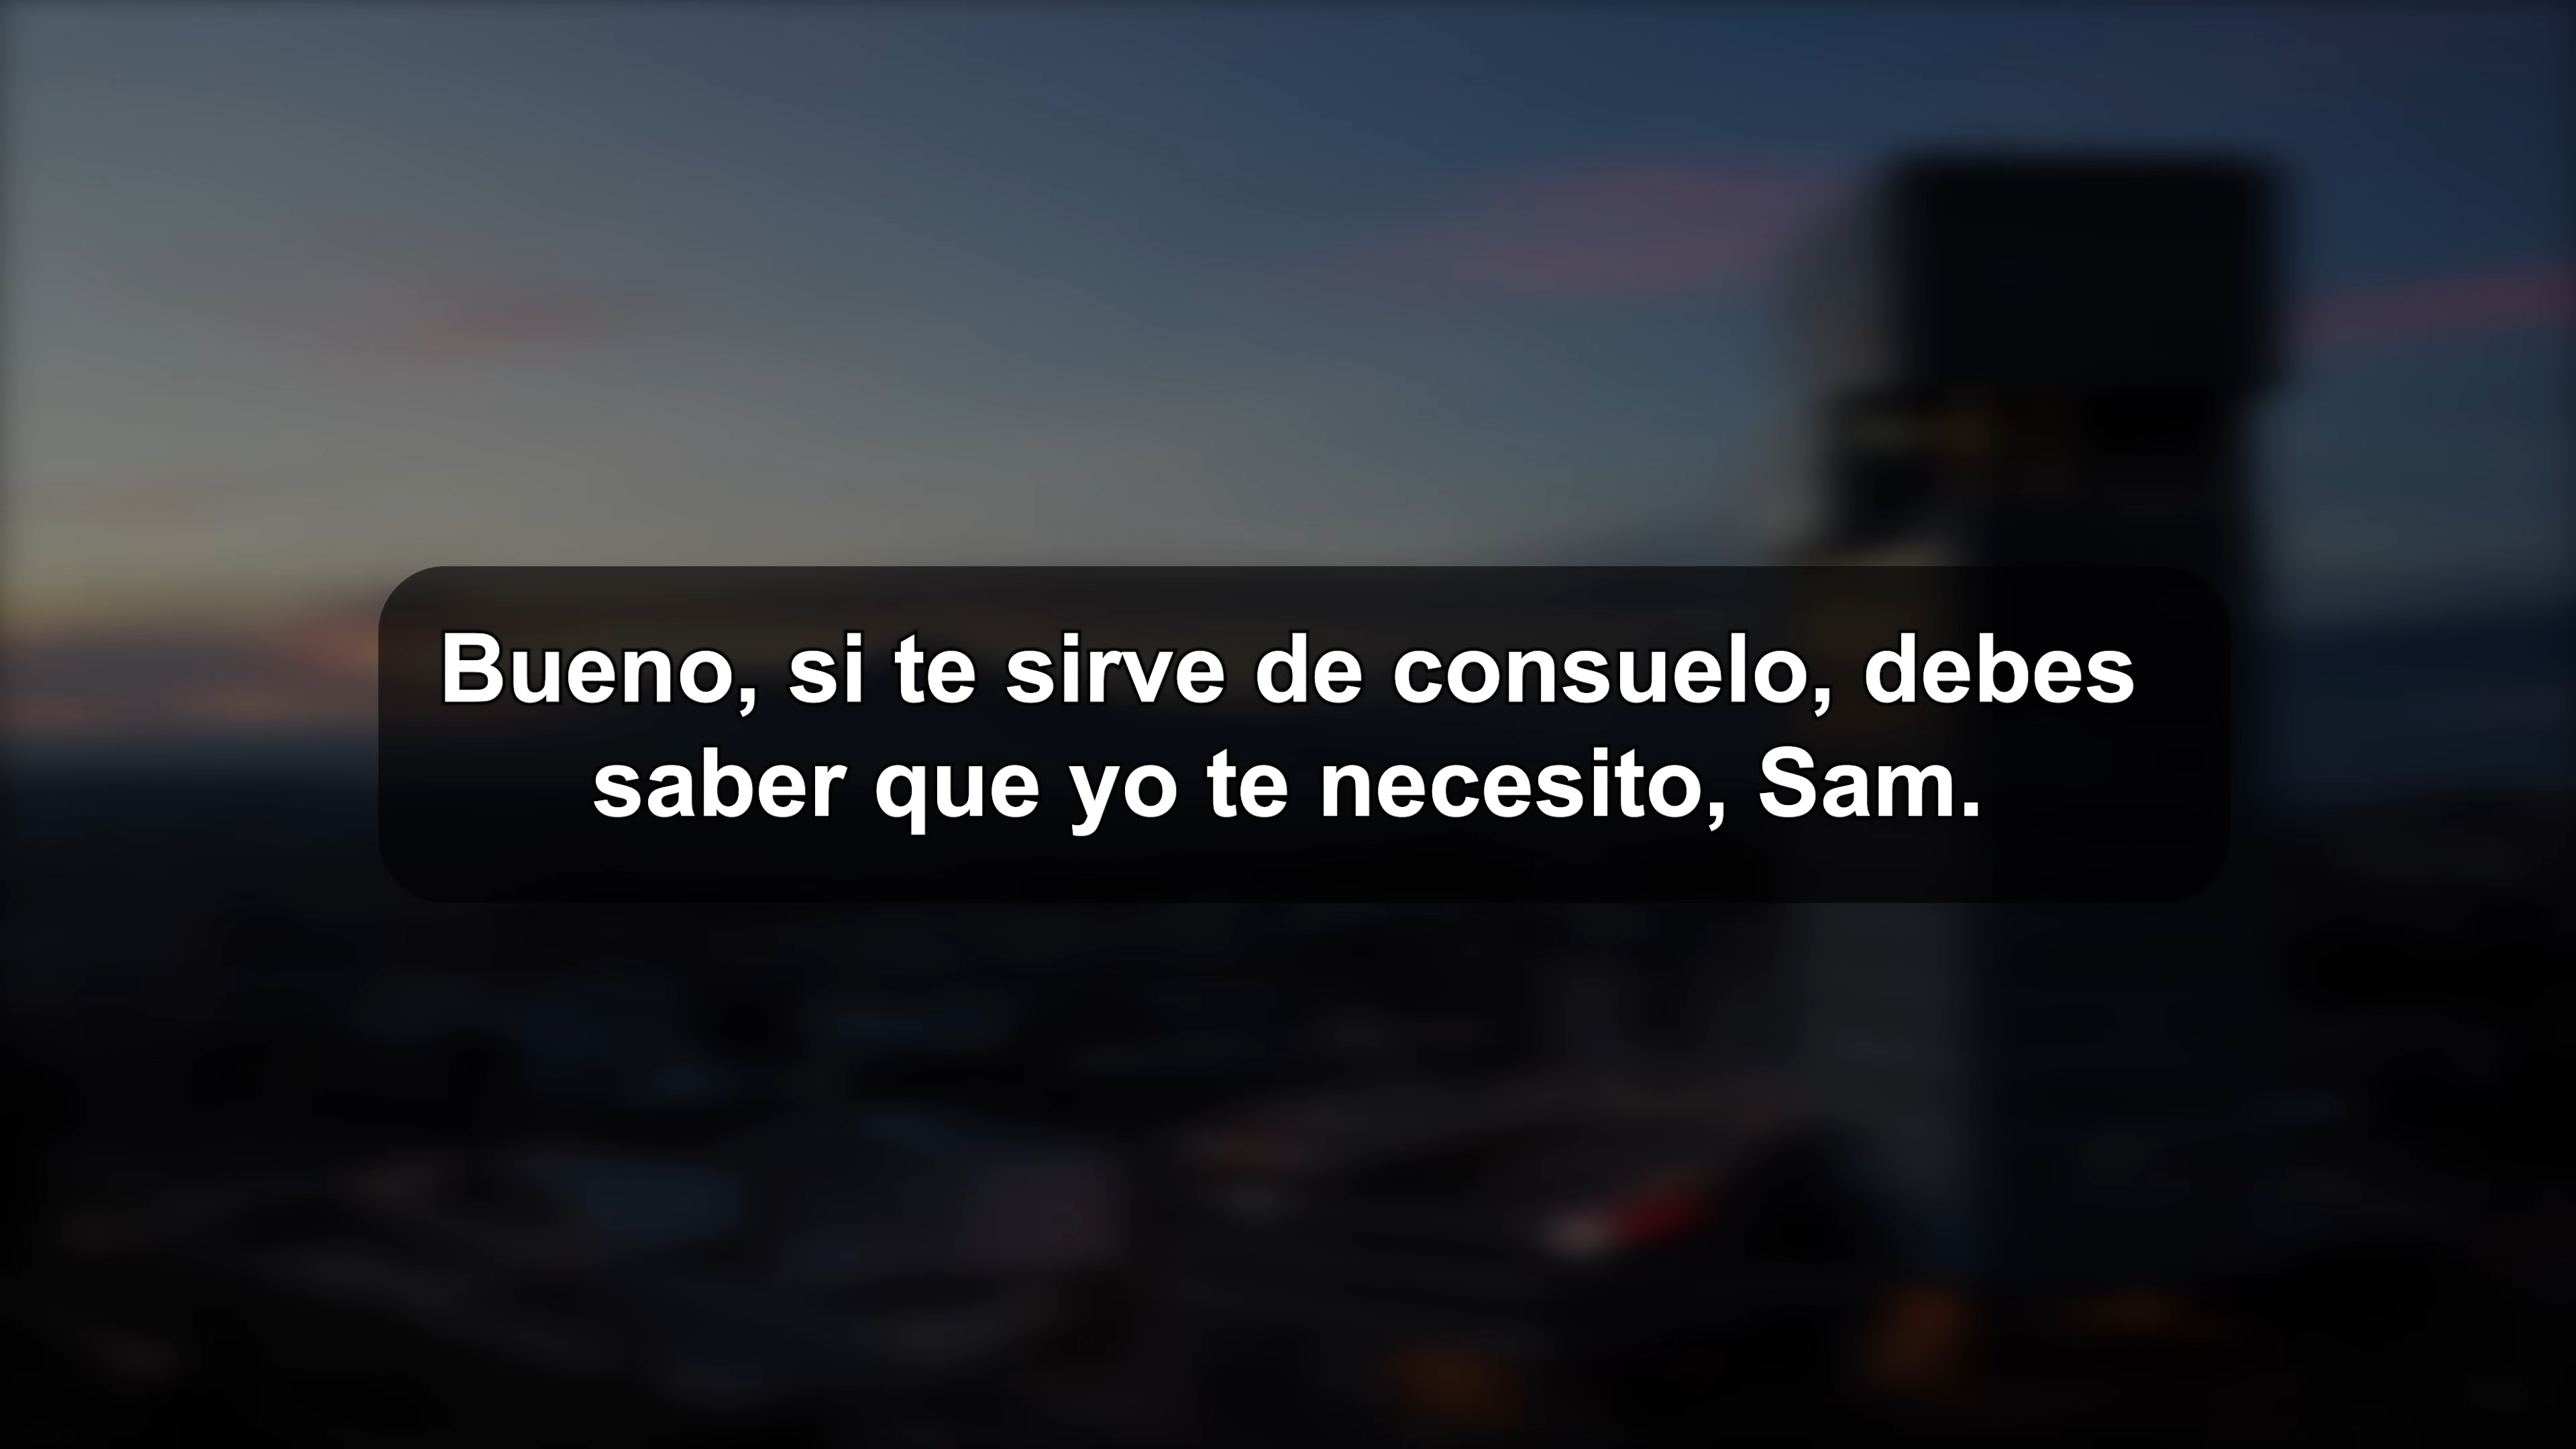 Bueno, si te sirve de consuelo, debes
saber que yo te necesito, Sam.